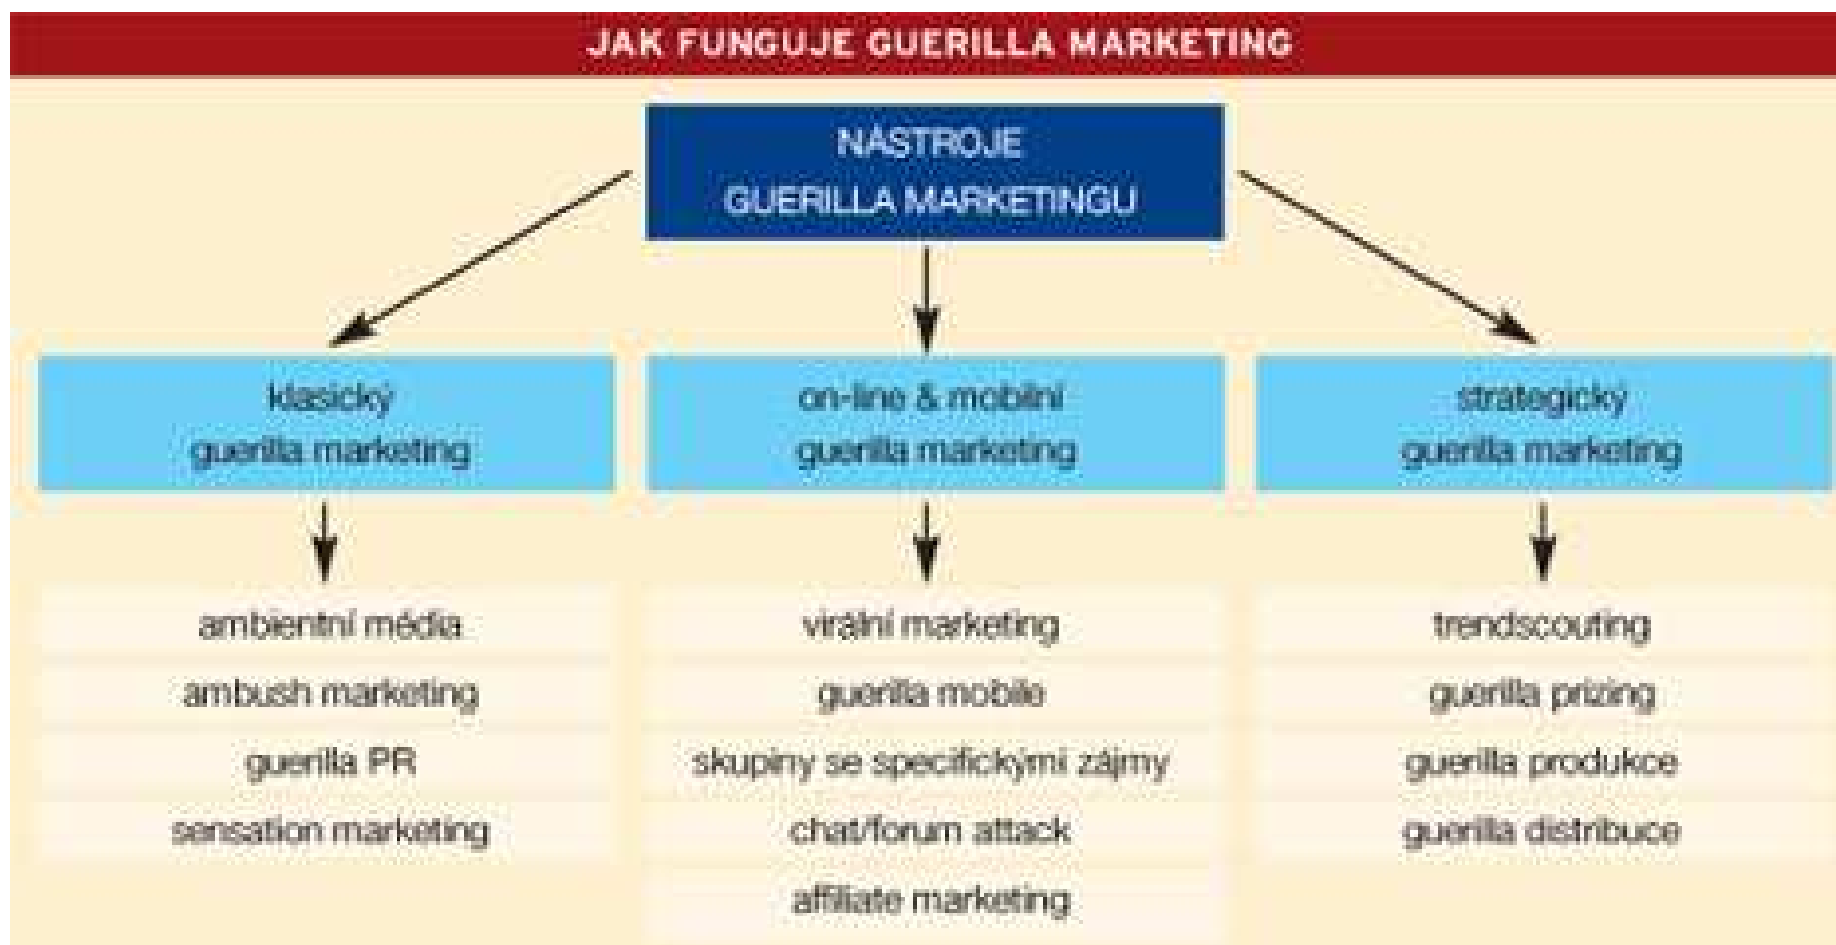 JAK FUNGUJE GUERILLA MARKETING
NÁSTROJE
GUERILLA MARKETINGU
klasický
guerilla marketing
on-line & mobilní
guerilla marketing
strategický
guerilla marketing
ambientní média
ambush marketing
guerilla PR
sensation marketing
virální marketing
guerilla mobile
skupiny se specifickými zájmy
chat/forum attack
affiliate marketing
trendscouting
guerilla prizing
guerilla produkce
guerilla distribuce